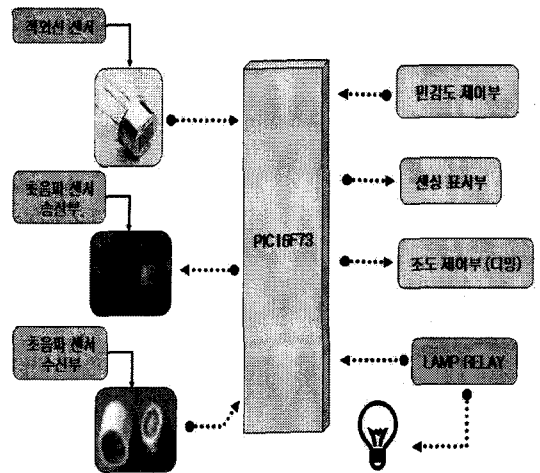 적외선 센서
초음파 센서
송신부
초음파 센서
수신부
PIC16F73
민감도 제어부
센싱 표시부
조도 제어부 (디밍)
LAMP RELAY